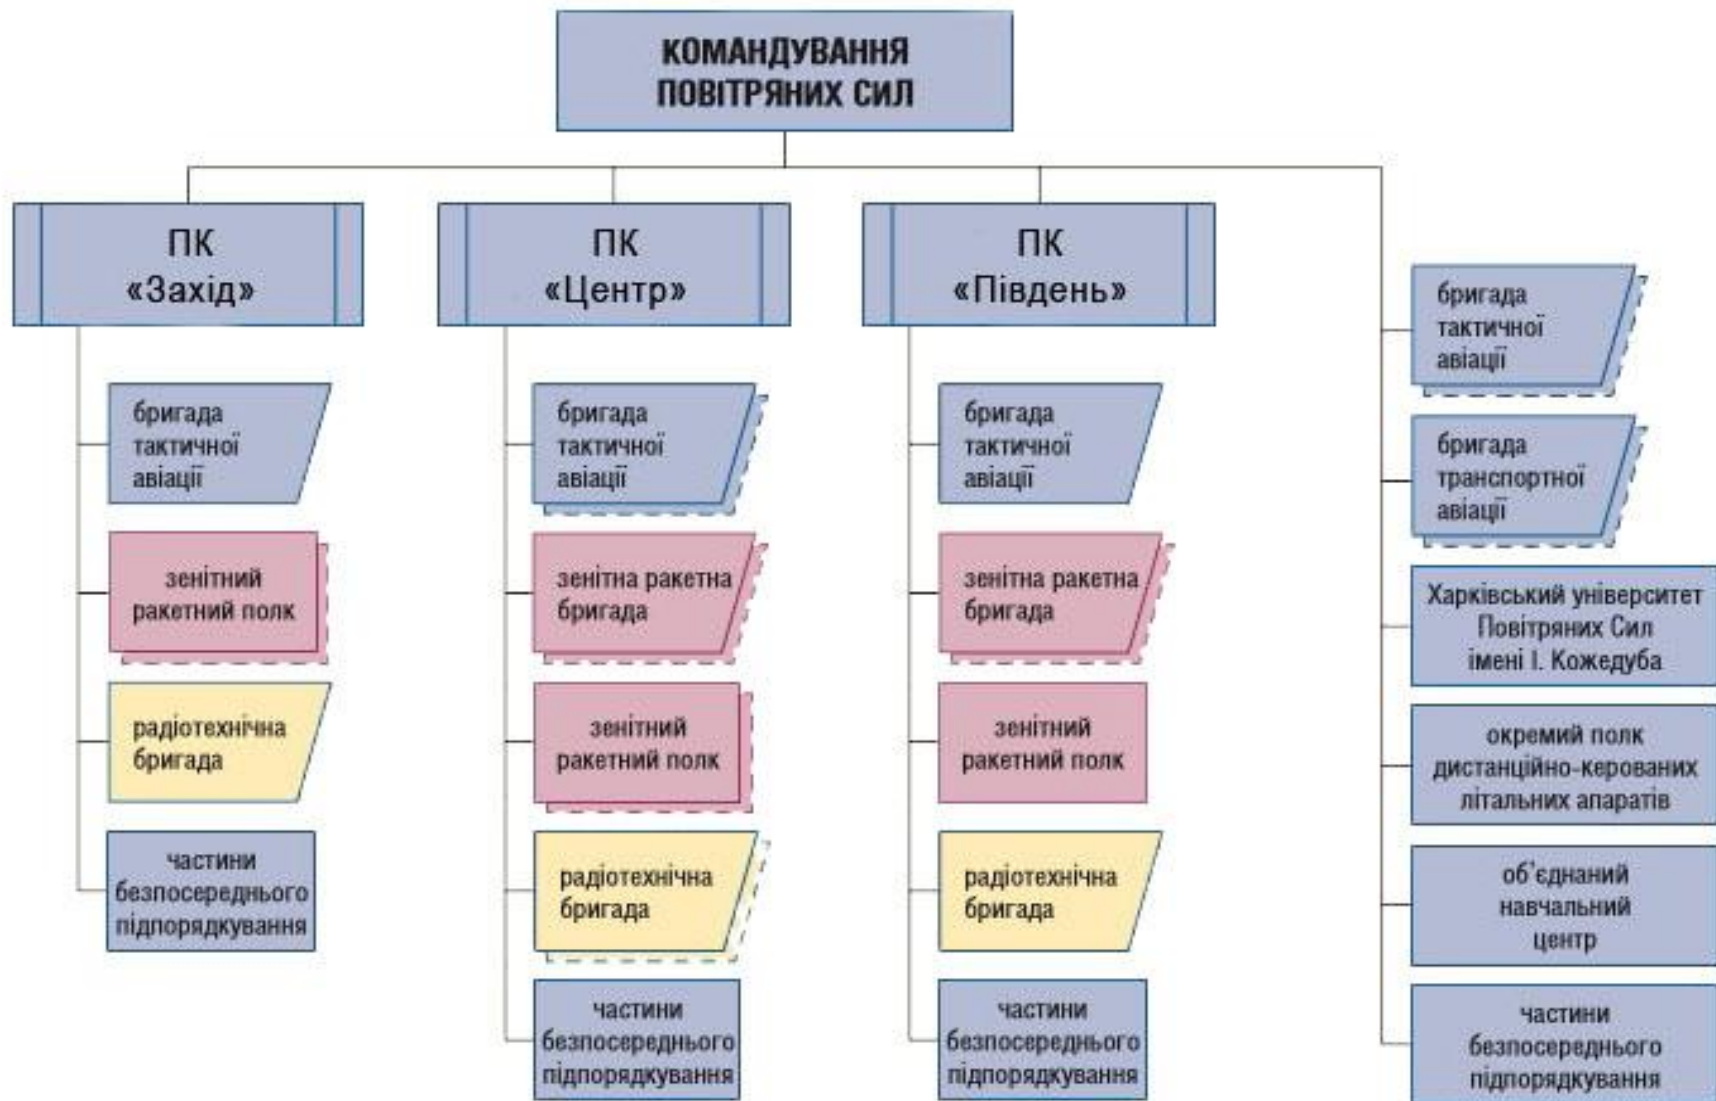 КОМАНДУВАННЯ
ПОВІТРЯНИХ СИЛ
ПК
«Захід»
бригада
тактичної
авіації
зенітний
ракетний полк
радіотехнічна
бригада
частини
безпосереднього
підпорядкування
ПК
«Центр»
бригада
тактичної
авіації
зенітна ракетна
бригада
зенітний
ракетний полк
радіотехнічна
бригада
частини
безпосереднього
підпорядкування
ПК
«Південь»
бригада
тактичної
авіації
зенітна ракетна
бригада
зенітний
ракетний полк
радіотехнічна
бригада
частини
безпосереднього
підпорядкування
бригада
тактичної
авіації
бригада
транспортної
авіації
Харківський університет
Повітряних Сил
імені І. Кожедуба
окремий полк
дистанційно-керованих
літальних апаратів
об’єднаний
навчальний
центр
частини
безпосереднього
підпорядкування